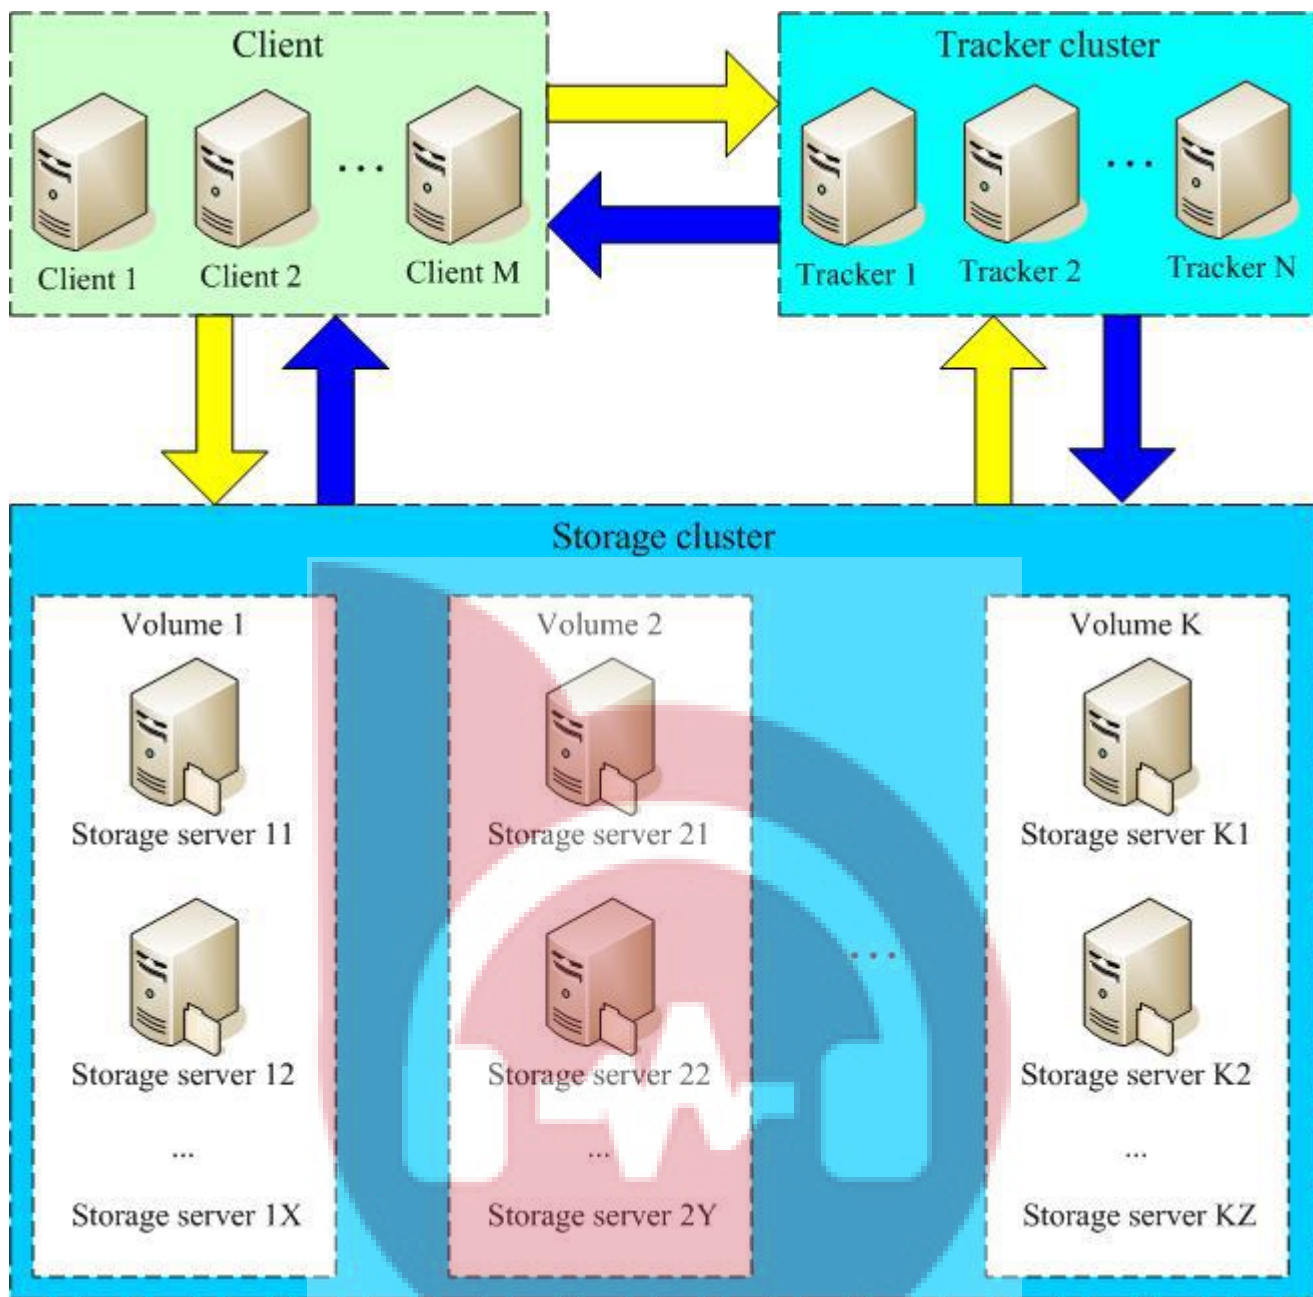 Client
Tracker cluster
...
...
Client 1
Client 2
Client M
Tracker 1
Tracker 2
Tracker N
Storage cluster
Volume 1
Volume 2
Volume K
Storage server 11
Storage server 21
Storage server K1
...
Storage server 12
Storage server 22
Storage server K2
...
...
...
Storage server 1X
Storage server 2Y
Storage server KZ